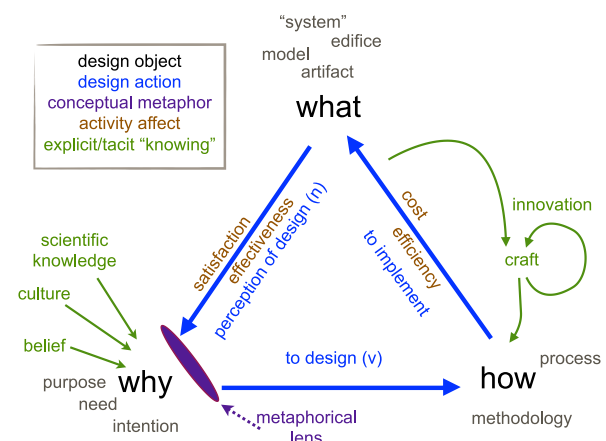 "system"
edifice
model
artifact
what
design object
design action
conceptual metaphor
activity affect
explicit/tacit "knowing"
satisfaction
effectiveness
perception of design (n)
cost
efficiency
to implement
innovation
craft
scientific
knowledge
culture
belief
purpose
need
intention
why
to design (v)
how
process
methodology
metaphorical
lens